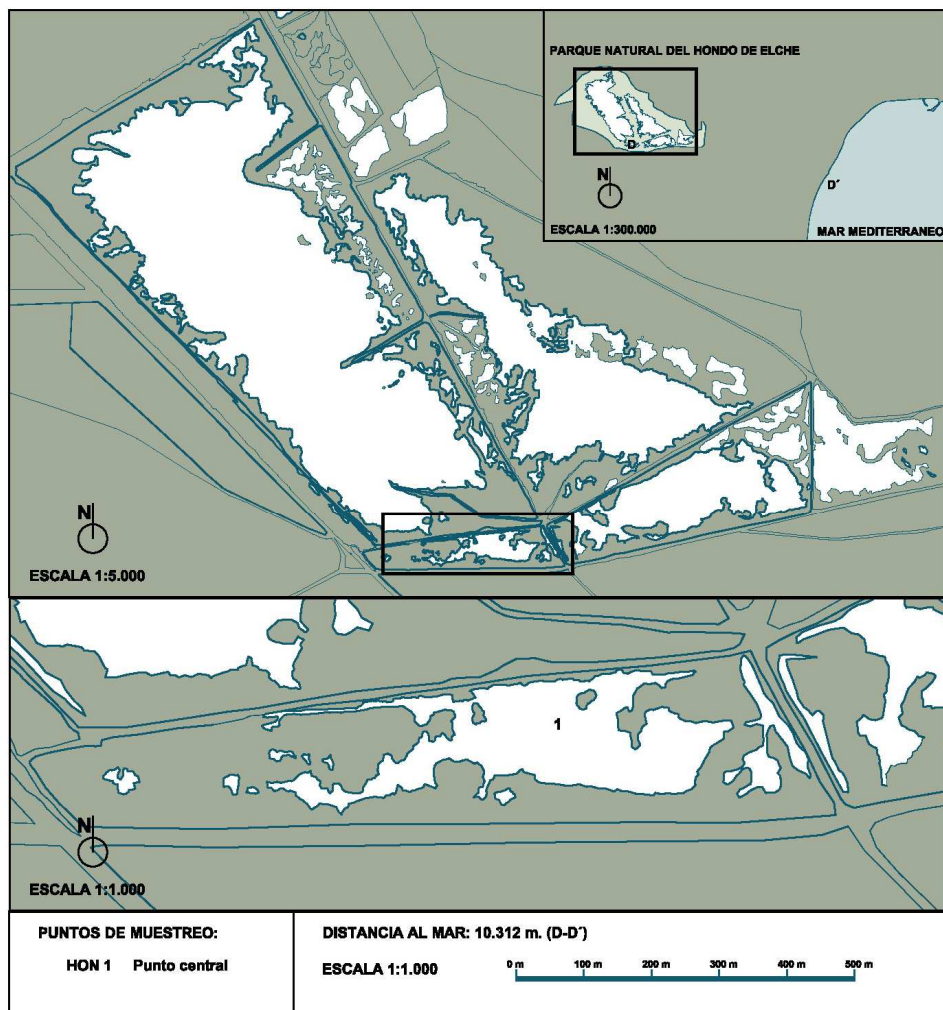 PARQUE NATURAL DEL HONDO DE ELCHE
D
N
D´
ESCALA 1:300.000
MAR MEDITERRANEO
N
ESCALA 1:5.000
1
N
ESCALA 1:1.000
PUNTOS DE MUESTREO:
HON 1 Punto central
DISTANCIA AL MAR: 10.312 m. (D-D´)
ESCALA 1:1.000
0 m 100 m 200 m 300 m 400 m 500 m